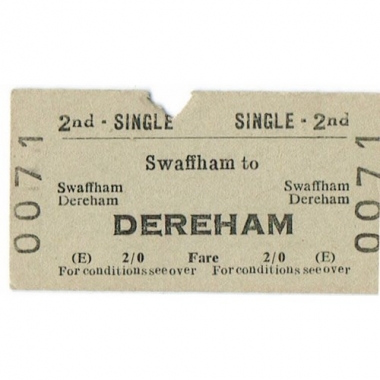 2nd - SINGLE SINGLE - 2nd
Swaffham to
Swaffham Swaffham
Dereham Dereham
DEREHAM
(E) 2/0 Fare 2/0 (E)
For conditions see over For conditions see over
0071
0071